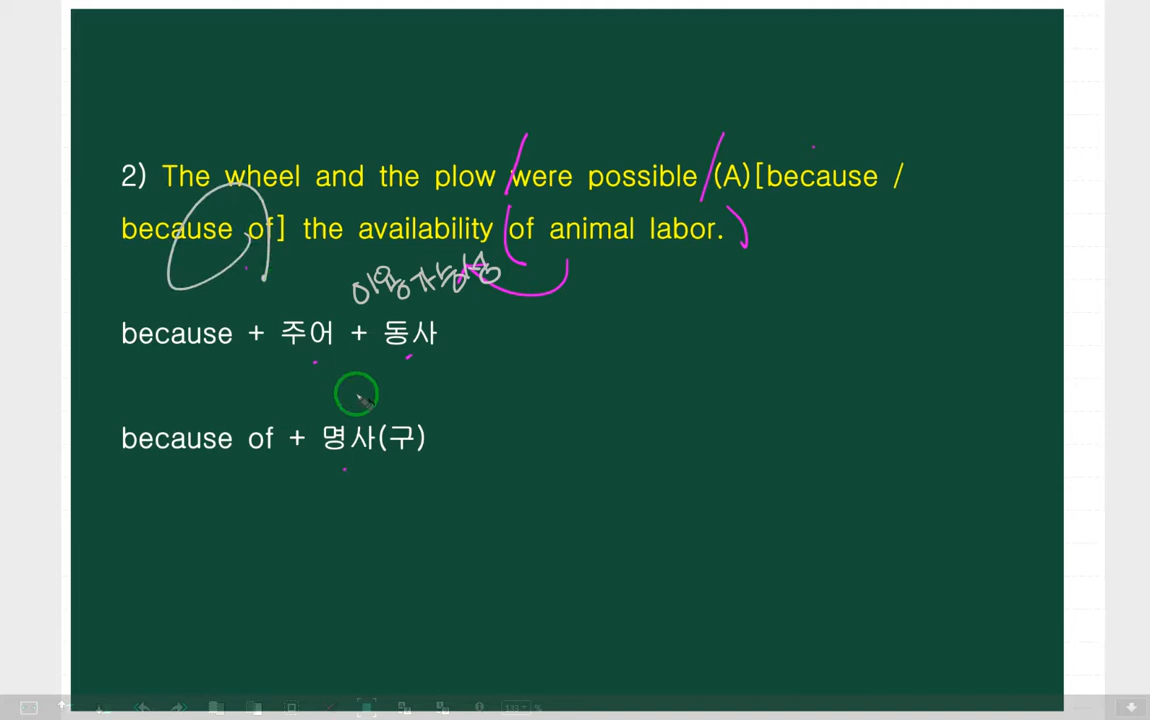 2) The wheel and the plow were possible (A)[because /
because of] the availability of animal labor.
이용가능성
because + 주어 + 동사
because of + 명사(구)
133 %